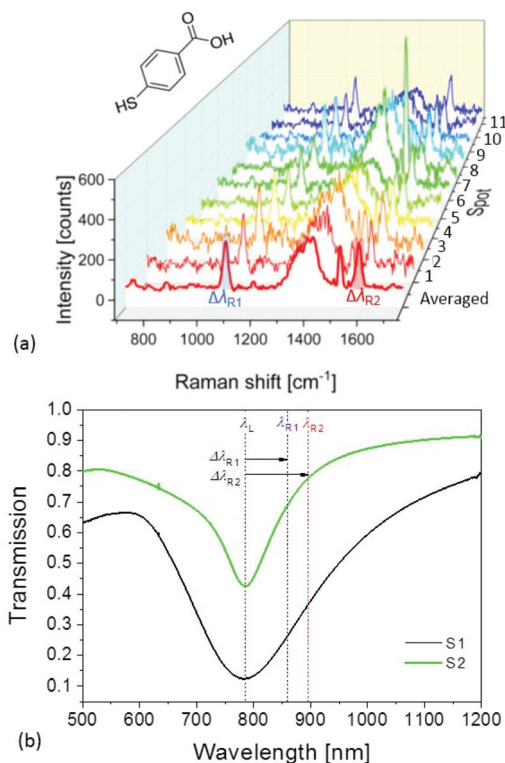 O
OH
HS
Intensity [counts]
600
400
200
0
800
1000
1200
1400
1600
Raman shift [cm⁻¹]
ΔλR1
ΔλR2
Averaged
1
2
3
4
5
6
7
8
9
10
11
Spot
(a)
Transmission
1.0
0.9
0.8
0.7
0.6
0.5
0.4
0.3
0.2
0.1
λL
λR1
λR2
ΔλR1
ΔλR2
S1
S2
500
600
700
800
900
1000
1100
1200
Wavelength [nm]
(b)